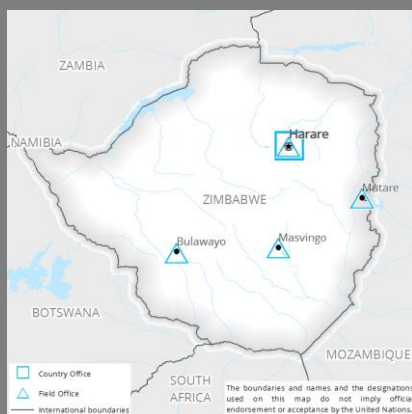 ZAMBIA
Harare
NAMIBIA
Mutare
ZIMBABWE
Bulawayo
Masvingo
BOTSWANA
MOZAMBIQUE
Country Office
SOUTH
AFRICA
Field Office
International boundaries
The boundaries and names and the designations
used on this map do not imply official
endorsement or acceptance by the United Nations.